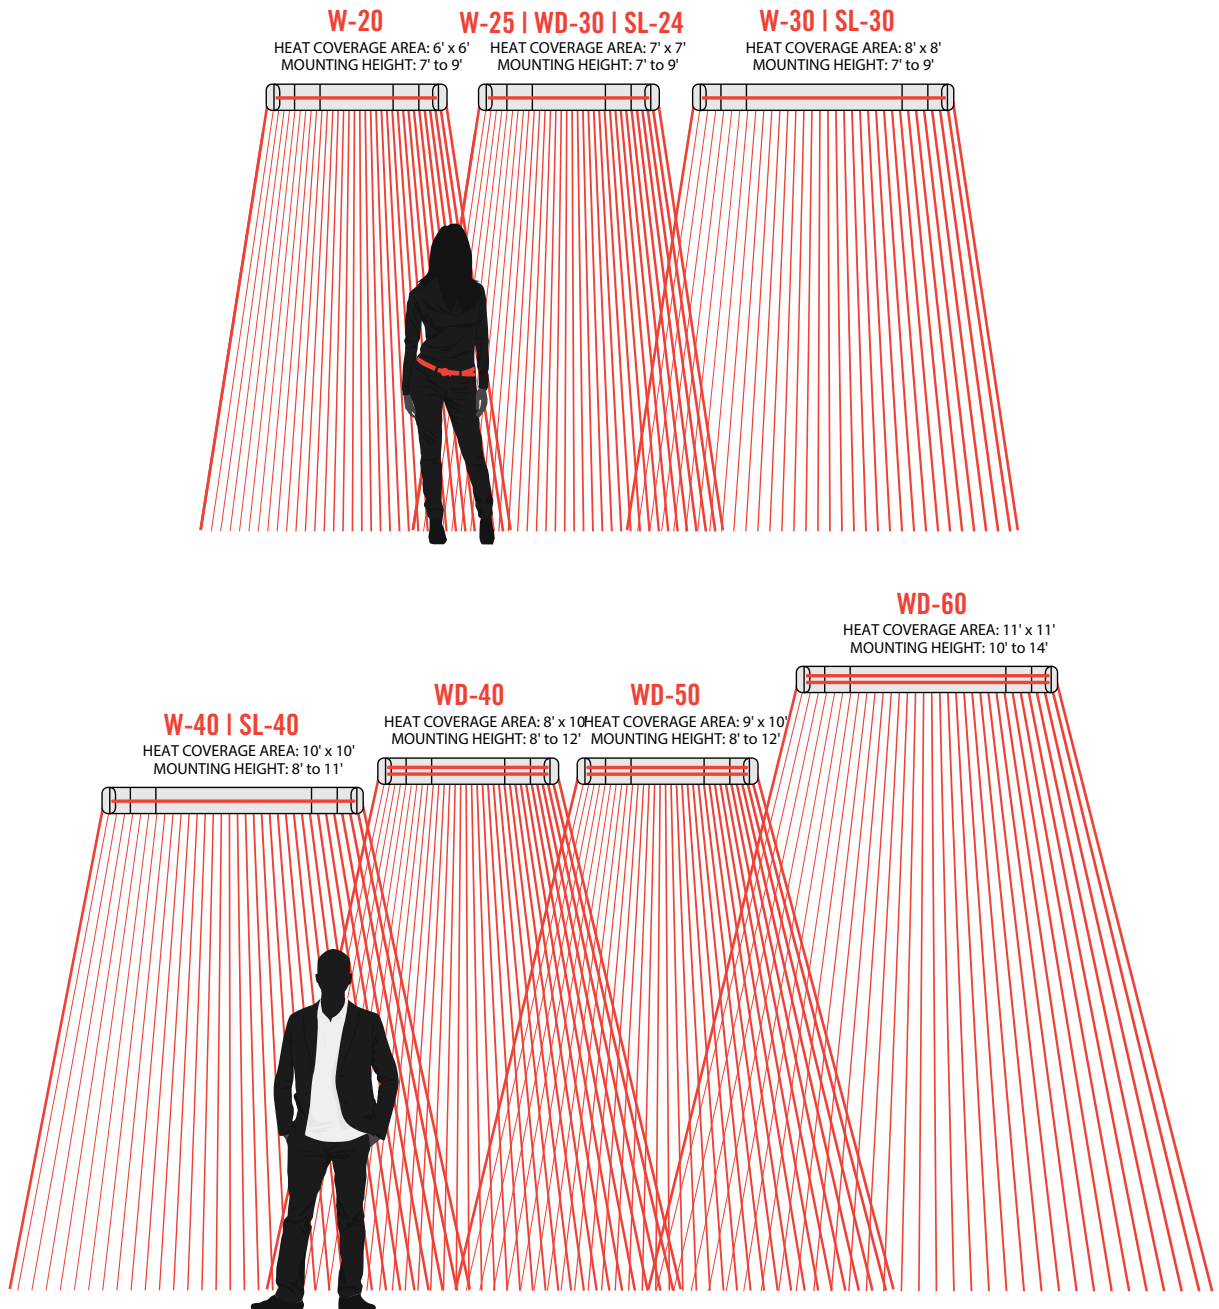 W-20
HEAT COVERAGE AREA: 6' x 6'
MOUNTING HEIGHT: 7' to 9'
W-25 | WD-30 | SL-24
HEAT COVERAGE AREA: 7' x 7'
MOUNTING HEIGHT: 7' to 9'
W-30 | SL-30
HEAT COVERAGE AREA: 8' x 8'
MOUNTING HEIGHT: 7' to 9'
WD-60
HEAT COVERAGE AREA: 11' x 11'
MOUNTING HEIGHT: 10' to 14'
W-40 | SL-40
HEAT COVERAGE AREA: 10' x 10'
MOUNTING HEIGHT: 8' to 11'
WD-40
HEAT COVERAGE AREA: 8' x 10
MOUNTING HEIGHT: 8' to 12'
WD-50
HEAT COVERAGE AREA: 9' x 10'
MOUNTING HEIGHT: 8' to 12'